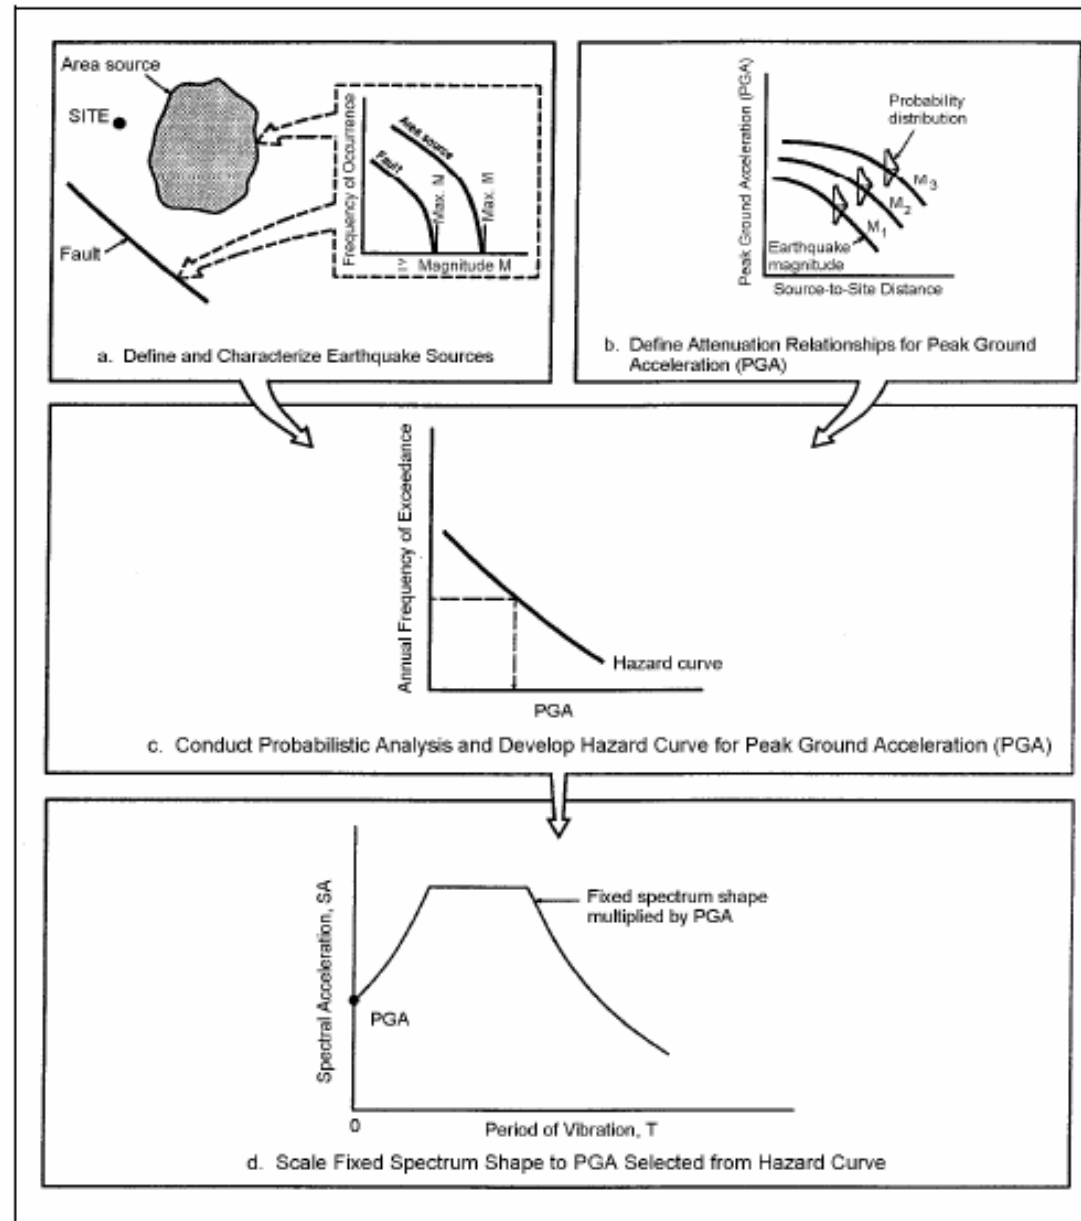 Area source
SITE
Fault
Frequency of Occurrence
Area source
Fault
Max. M
Max. M
Magnitude M
a. Define and Characterize Earthquake Sources
Peak Ground Acceleration (PGA)
Probability
distribution
M3
M2
M1
Earthquake
magnitude
Source-to-Site Distance
b. Define Attenuation Relationships for Peak Ground
Acceleration (PGA)
Annual Frequency of Exceedance
Hazard curve
PGA
c. Conduct Probabilistic Analysis and Develop Hazard Curve for Peak Ground Acceleration (PGA)
Spectral Acceleration, SA
Fixed spectrum shape
multiplied by PGA
PGA
0
Period of Vibration, T
d. Scale Fixed Spectrum Shape to PGA Selected from Hazard Curve